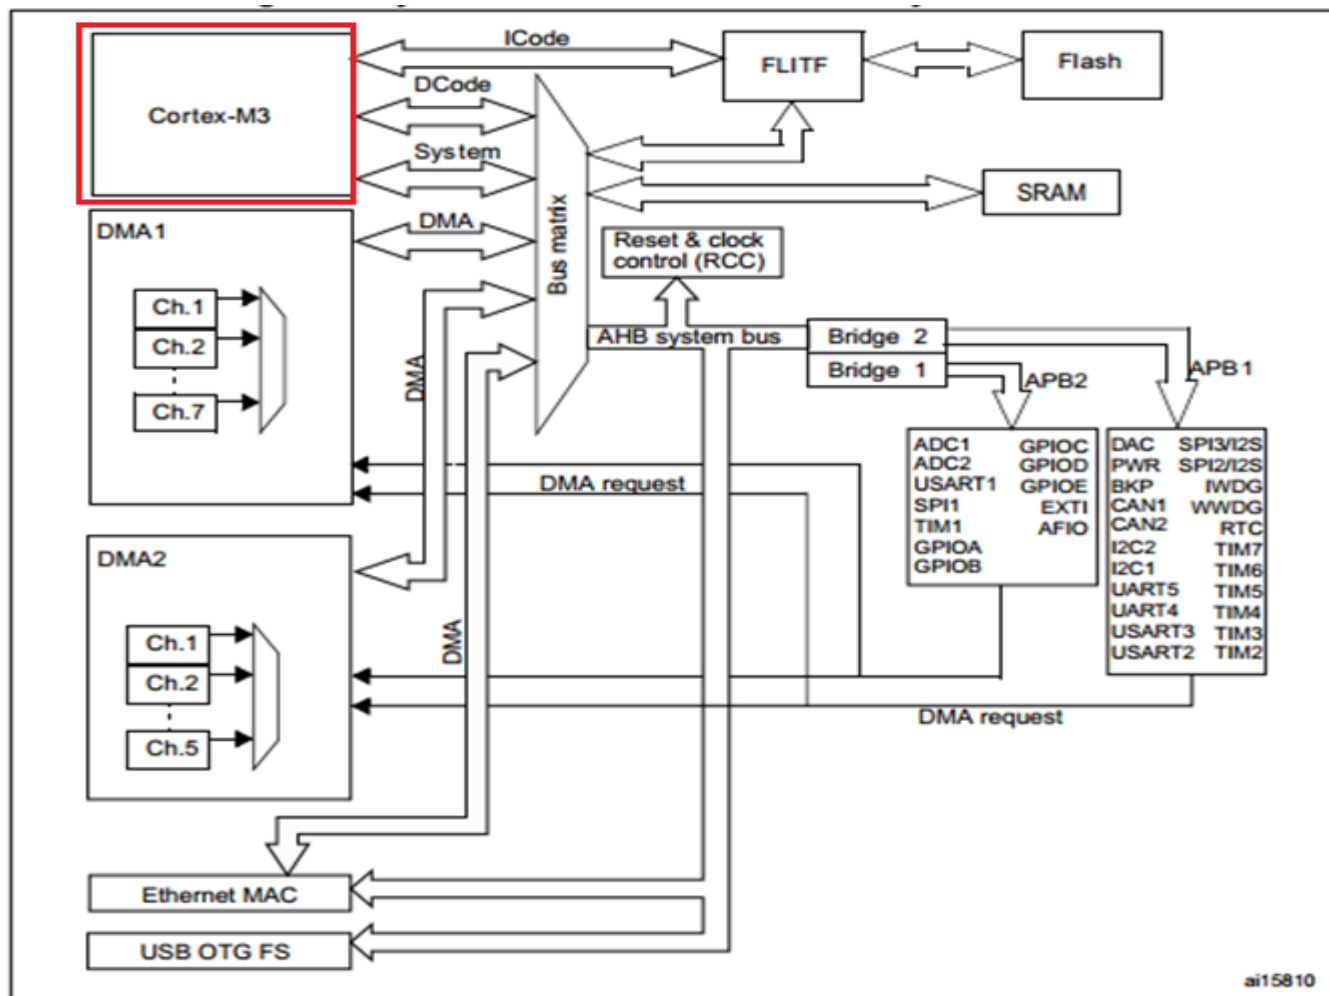 ICode
FLITF
Flash
Cortex-M3
DCode
System
SRAM
DMA1
DMA
Bus matrix
Reset & clock
control (RCC)
Ch.1
Ch.2
Ch.7
AHB system bus
Bridge 2
Bridge 1
APB2
APB1
DMA
DMA request
ADC1 GPIOC
ADC2 GPIOD
USART1 GPIOE
SPI1 EXTI
TIM1 AFIO
GPIOA
GPIOB
DAC SPI3/I2S
PWR SPI2/I2S
BKP IWDG
CAN1 WWDG
CAN2 RTC
I2C2 TIM7
I2C1 TIM6
UART5 TIM5
UART4 TIM4
USART3 TIM3
USART2 TIM2
DMA2
Ch.1
Ch.2
Ch.5
DMA
DMA request
Ethernet MAC
USB OTG FS
ai15810